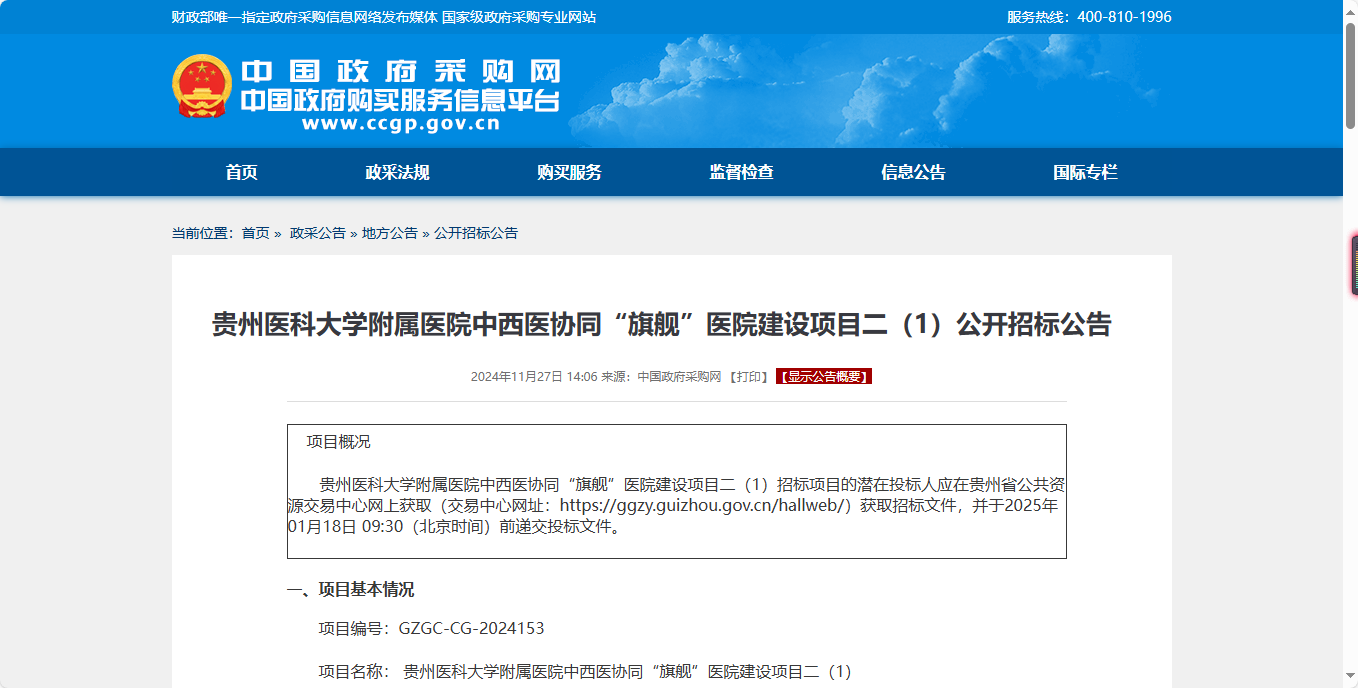 财政部唯一指定政府采购信息网络发布媒体 国家级政府采购专业网站
服务热线：400-810-1996
中国政府采购网
中国政府购买服务信息平台
www.ccgp.gov.cn
首页 政采法规 购买服务 监督检查 信息公告 国际专栏
当前位置：首页 » 政采公告 » 地方公告 » 公开招标公告
贵州医科大学附属医院中西医协同“旗舰”医院建设项目二（1）公开招标公告
2024年11月27日 14:06 来源：中国政府采购网 【打印】 【显示公告概要】
项目概况
贵州医科大学附属医院中西医协同“旗舰”医院建设项目二（1）招标项目的潜在投标人应在贵州省公共资
源交易中心网上获取（交易中心网址：https://ggzy.guizhou.gov.cn/hallweb/）获取招标文件，并于2025年
01月18日 09:30（北京时间）前递交投标文件。
一、项目基本情况
项目编号：GZGC-CG-2024153
项目名称： 贵州医科大学附属医院中西医协同“旗舰”医院建设项目二（1）